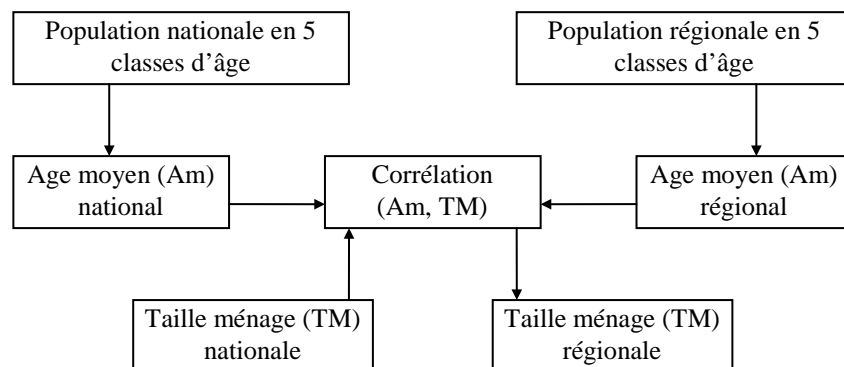 Population nationale en 5
classes d’âge
Population régionale en 5
classes d’âge
Age moyen (Am)
national
Corrélation
(Am, TM)
Age moyen (Am)
régional
Taille ménage (TM)
nationale
Taille ménage (TM)
régionale